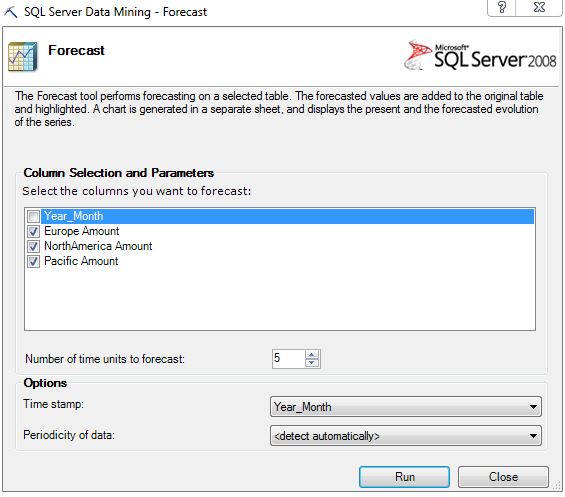 SQL Server Data Mining - Forecast
?
Forecast
Microsoft®
SQL Server 2008
The Forecast tool performs forecasting on a selected table. The forecasted values are added to the original table
and highlighted. A chart is generated in a separate sheet, and displays the present and the forecasted evolution
of the series.
Column Selection and Parameters
Select the columns you want to forecast:
Year_Month
Europe Amount
NorthAmerica Amount
Pacific Amount
Number of time units to forecast: 5
Options
Time stamp: Year_Month
Periodicity of data: <detect automatically>
Run Close